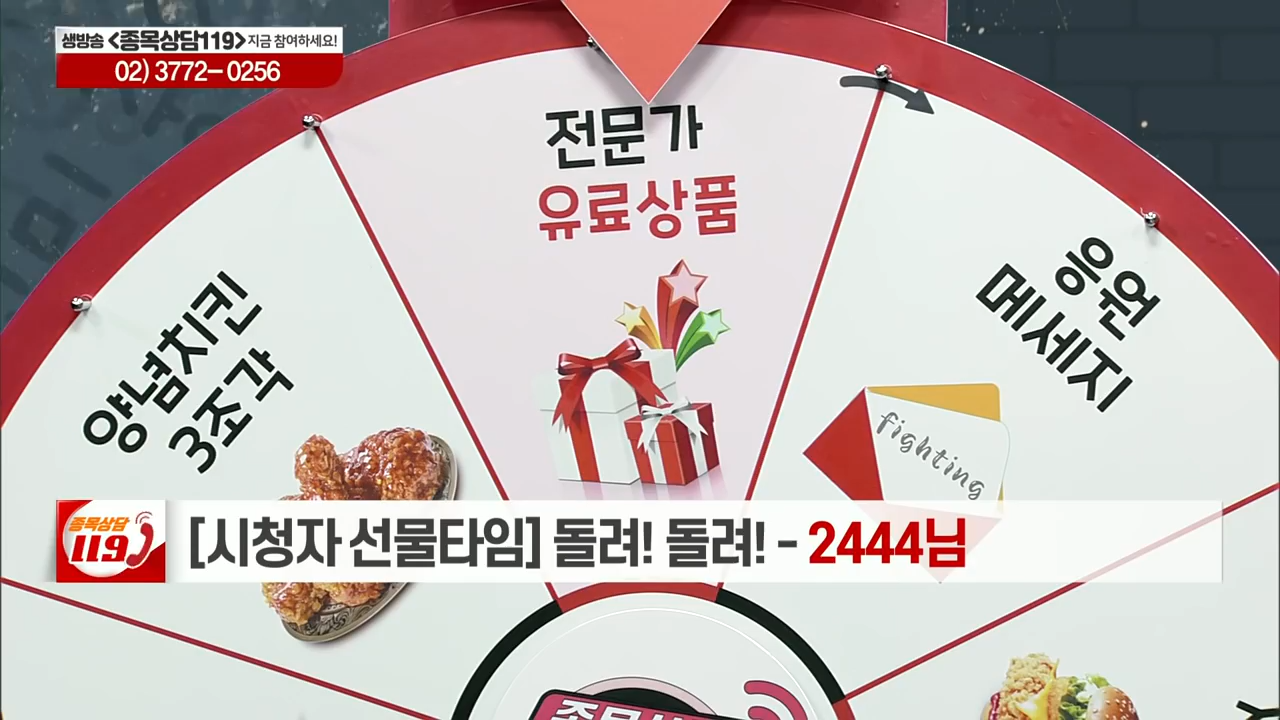 생방송 <종목상담119> 지금 참여하세요!
02) 3772-0256
전문가
유료상품
양념치킨
3조각
응원
메세지
fighting
종목상담
119
[시청자 선물타임] 돌려! 돌려! - 2444님